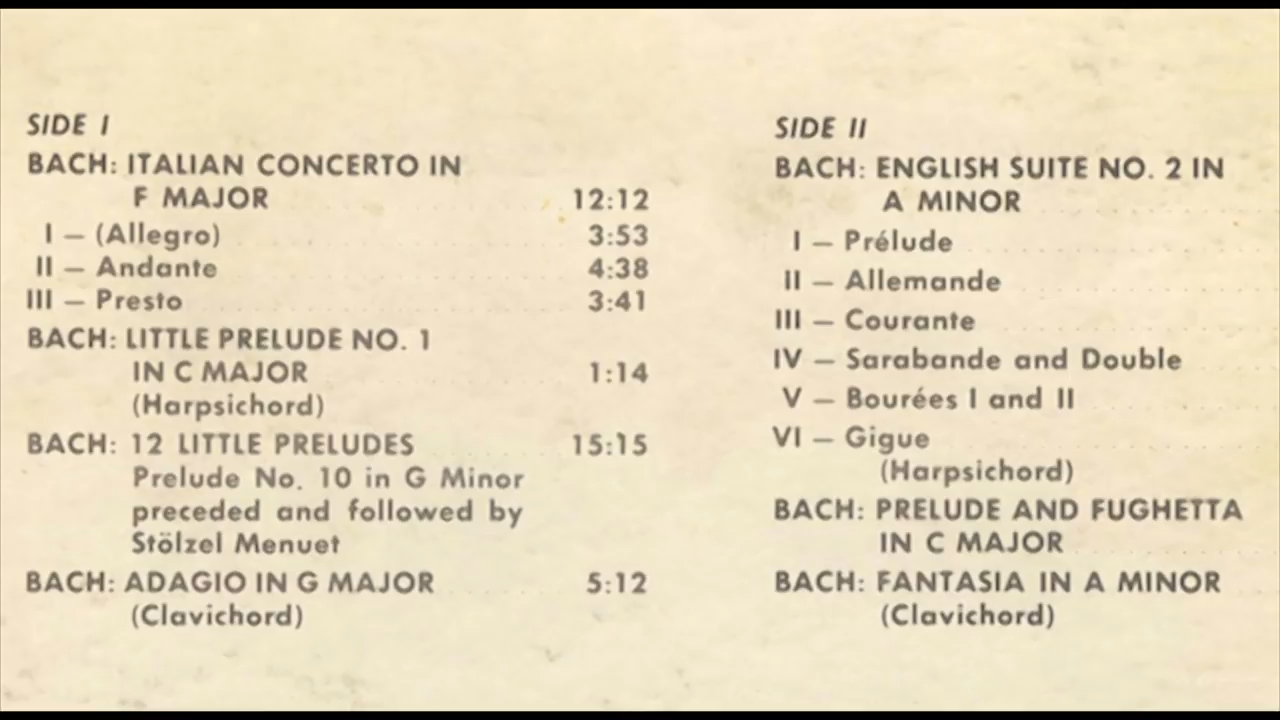 SIDE I
BACH: ITALIAN CONCERTO IN
F MAJOR 12:12
I — (Allegro) 3:53
II — Andante 4:38
III — Presto 3:41
BACH: LITTLE PRELUDE NO. 1
IN C MAJOR 1:14
(Harpsichord)
BACH: 12 LITTLE PRELUDES 15:15
Prelude No. 10 in G Minor
preceded and followed by
Stölzel Menuet
BACH: ADAGIO IN G MAJOR 5:12
(Clavichord)
SIDE II
BACH: ENGLISH SUITE NO. 2 IN
A MINOR
I — Prélude
II — Allemande
III — Courante
IV — Sarabande and Double
V — Bourées I and II
VI — Gigue
(Harpsichord)
BACH: PRELUDE AND FUGHETTA
IN C MAJOR
BACH: FANTASIA IN A MINOR
(Clavichord)